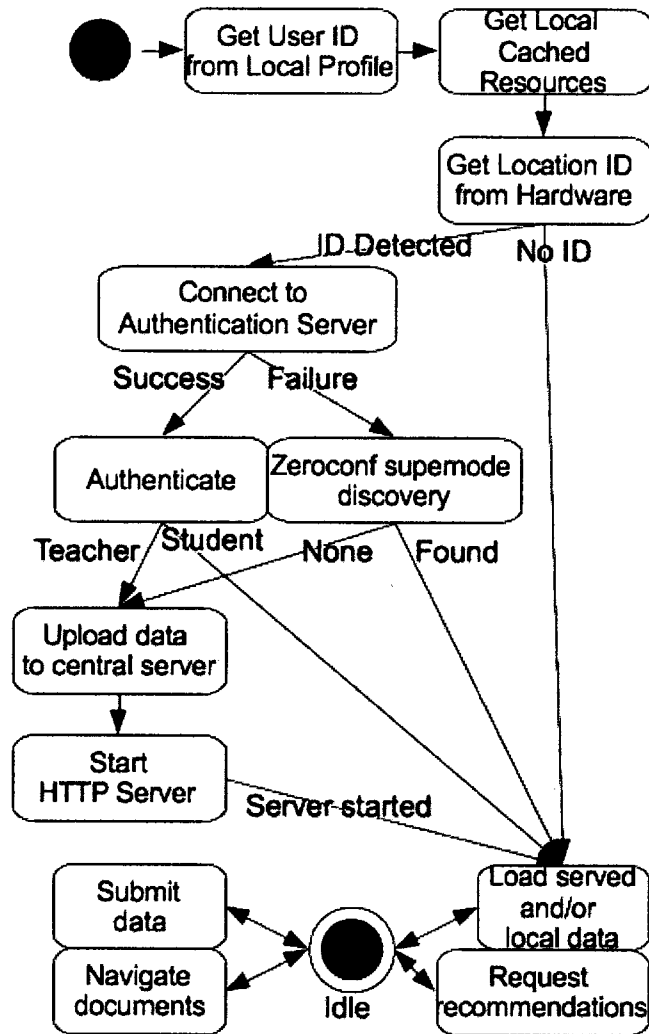 Get User ID
from Local Profile
Get Local
Cached
Resources
Get Location ID
from Hardware
ID Detected
No ID
Connect to
Authentication Server
Success
Failure
Authenticate
Zeroconf supernode
discovery
Teacher
Student
None
Found
Upload data
to central server
Start
HTTP Server
Server started
Submit
data
Load served
and/or
local data
Navigate
documents
Idle
Request
recommendations